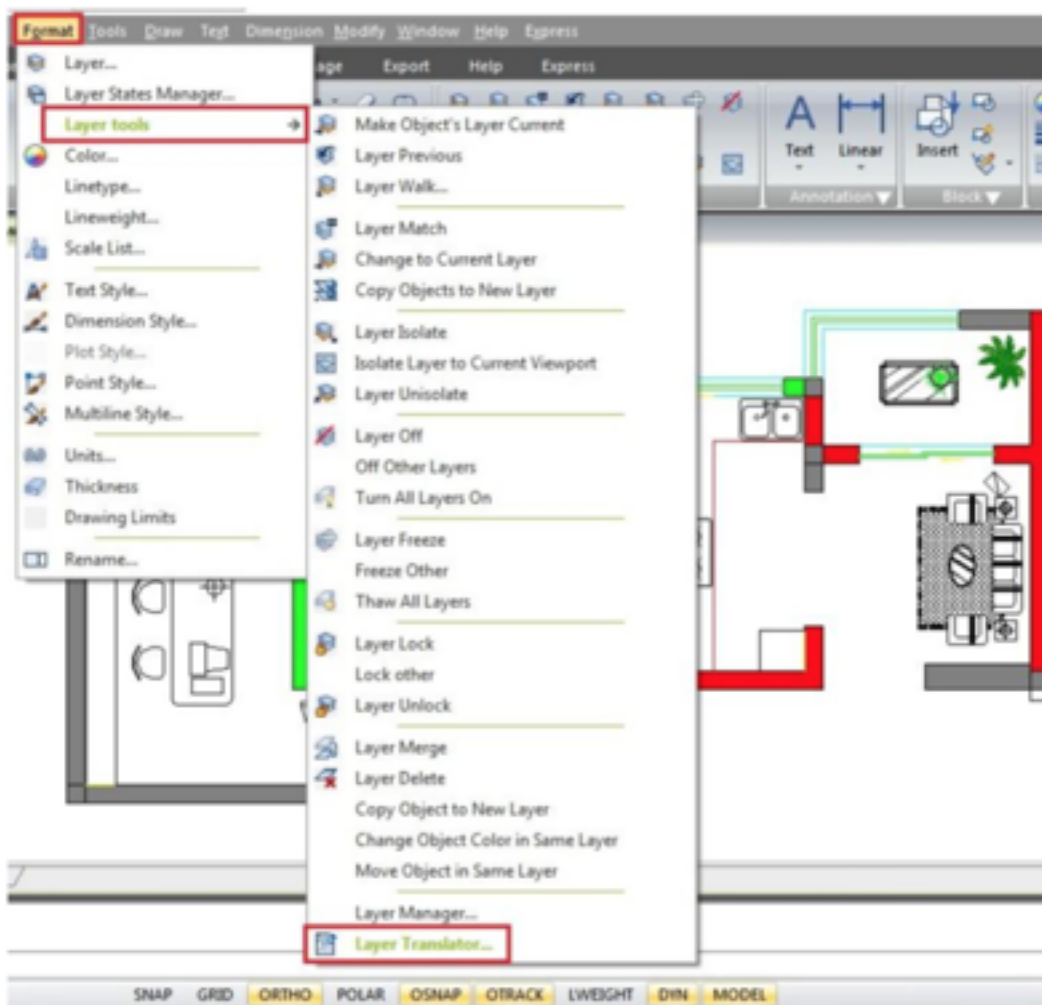 Format Tools Draw Text Dimension Modify Window Help Express
Export Help Express
Layer...
Layer States Manager...
Layer tools
Color...
Linetype...
Lineweight...
Scale List...
Text Style...
Dimension Style...
Plot Style...
Point Style...
Multiline Style...
Units...
Thickness
Drawing Limits
Rename...
Make Object's Layer Current
Layer Previous
Layer Walk...
Layer Match
Change to Current Layer
Copy Objects to New Layer
Layer Isolate
Isolate Layer to Current Viewport
Layer Unisolate
Layer Off
Off Other Layers
Turn All Layers On
Layer Freeze
Freeze Other
Thaw All Layers
Layer Lock
Lock other
Layer Unlock
Layer Merge
Layer Delete
Copy Object to New Layer
Change Object Color in Same Layer
Move Object in Same Layer
Layer Manager...
Layer Translator...
Text Linear Insert
Annotation Block
SNAP GRID ORTHO POLAR OSNAP OTRACK LWEIGHT DYN MODEL